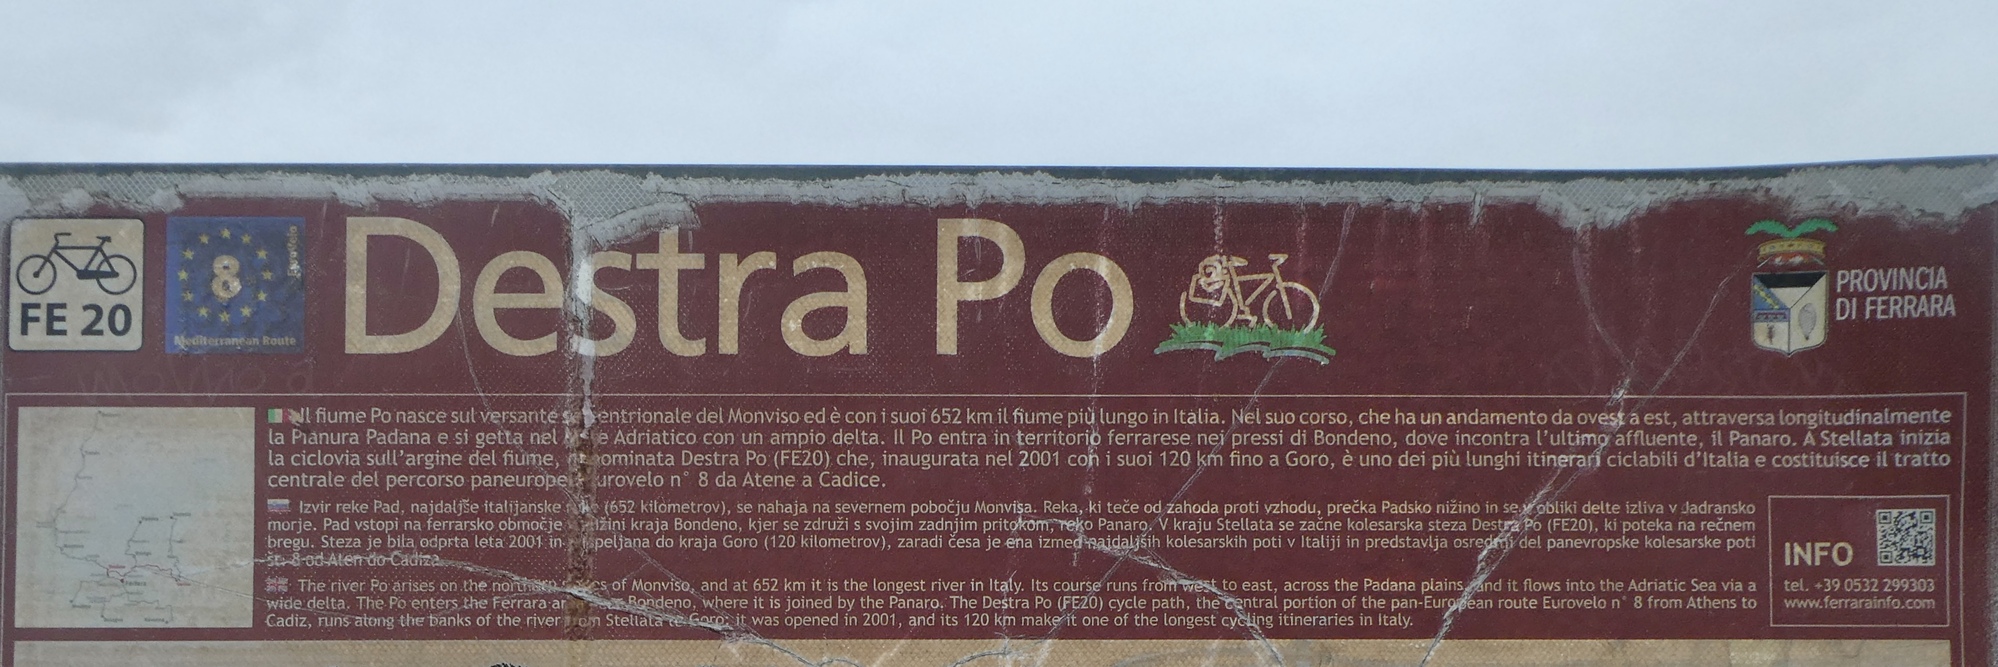 Destra Po
FE 20
8
Eurovelo
Mediterranean Route
PROVINCIA
DI FERRARA
Il fiume Po nasce sul versante settentrionale del Monviso ed è con i suoi 652 km il fiume più lungo in Italia. Nel suo corso, che ha un andamento da ovest a est, attraversa longitudinalmente
la Pianura Padana e si getta nel Mare Adriatico con un ampio delta. Il Po entra in territorio ferrarese nei pressi di Bondeno, dove incontra l'ultimo affluente, il Panaro. A Stellata inizia
la ciclovia sull'argine del fiume, denominata Destra Po (FE20) che, inaugurata nel 2001 con i suoi 120 km fino a Goro, è uno dei più lunghi itinerari ciclabili d'Italia e costituisce il tratto
centrale del percorso paneuropeo Eurovelo n° 8 da Atene a Cadice.
Izvir reke Pad, najdaljše italijanske reke (652 kilometrov), se nahaja na severnem pobočju Monvisa. Reka, ki teče od zahoda proti vzhodu, prečka Padsko nižino in se v obliki delte izliva v Jadransko
morje. Pad vstopi na ferrarsko območje v bližini kraja Bondeno, kjer se združi s svojim zadnjim pritokom, reko Panaro. V kraju Stellata se začne kolesarska steza Destra Po (FE20), ki poteka na rečnem
bregu. Steza je bila odprta leta 2001 in speljana do kraja Goro (120 kilometrov), zaradi česa je ena izmed najdaljših kolesarskih poti v Italiji in predstavlja osrednji del panevropske kolesarske poti
št. 8 od Aten do Cadiza.
The river Po arises on the northern slopes of Monviso, and at 652 km it is the longest river in Italy. Its course runs from west to east, across the Padana plains, and it flows into the Adriatic Sea via a
wide delta. The Po enters the Ferrara area near Bondeno, where it is joined by the Panaro. The Destra Po (FE20) cycle path, the central portion of the pan-European route Eurovelo n° 8 from Athens to
Cadiz, runs along the banks of the river from Stellata to Goro; it was opened in 2001, and its 120 km make it one of the longest cycling itineraries in Italy.
INFO
tel. +39 0532 299303
www.ferrarainfo.com